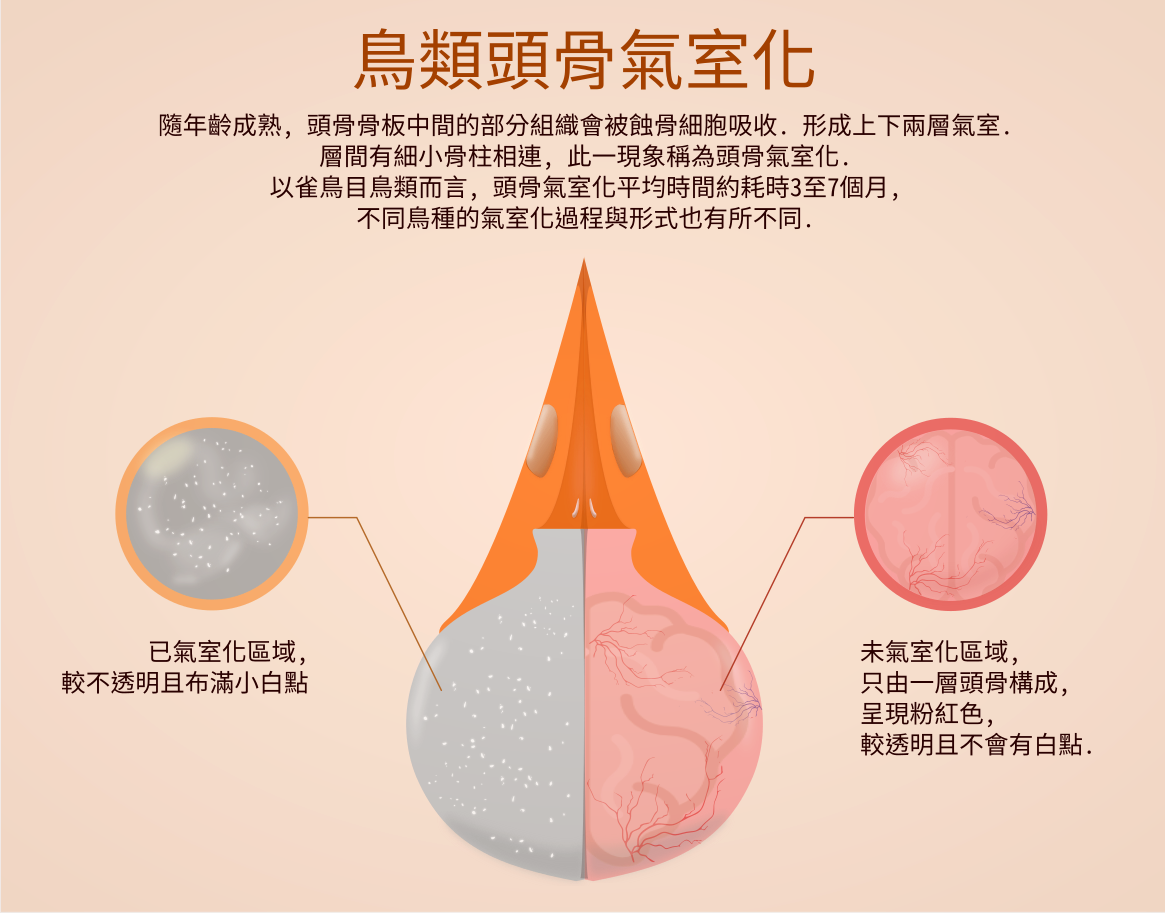 鳥類頭骨氣室化
隨年齡成熟，頭骨骨板中間的部分組織會被蝕骨細胞吸收．形成上下兩層氣室．
層間有細小骨柱相連，此一現象稱為頭骨氣室化．
以雀鳥目鳥類而言，頭骨氣室化平均時間約耗時3至7個月，
不同鳥種的氣室化過程與形式也有所不同．
已氣室化區域，
較不透明且布滿小白點
未氣室化區域，
只由一層頭骨構成，
呈現粉紅色，
較透明且不會有白點．